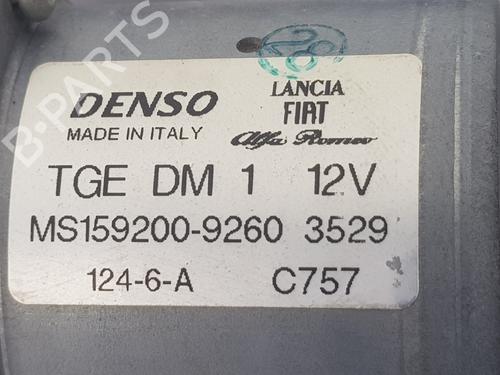 DENSO
MADE IN ITALY
LANCIA
FIAT
Alfa Romeo
TGE DM 1 12V
MS159200-9260 3529
124-6-A C757
B-PARTS